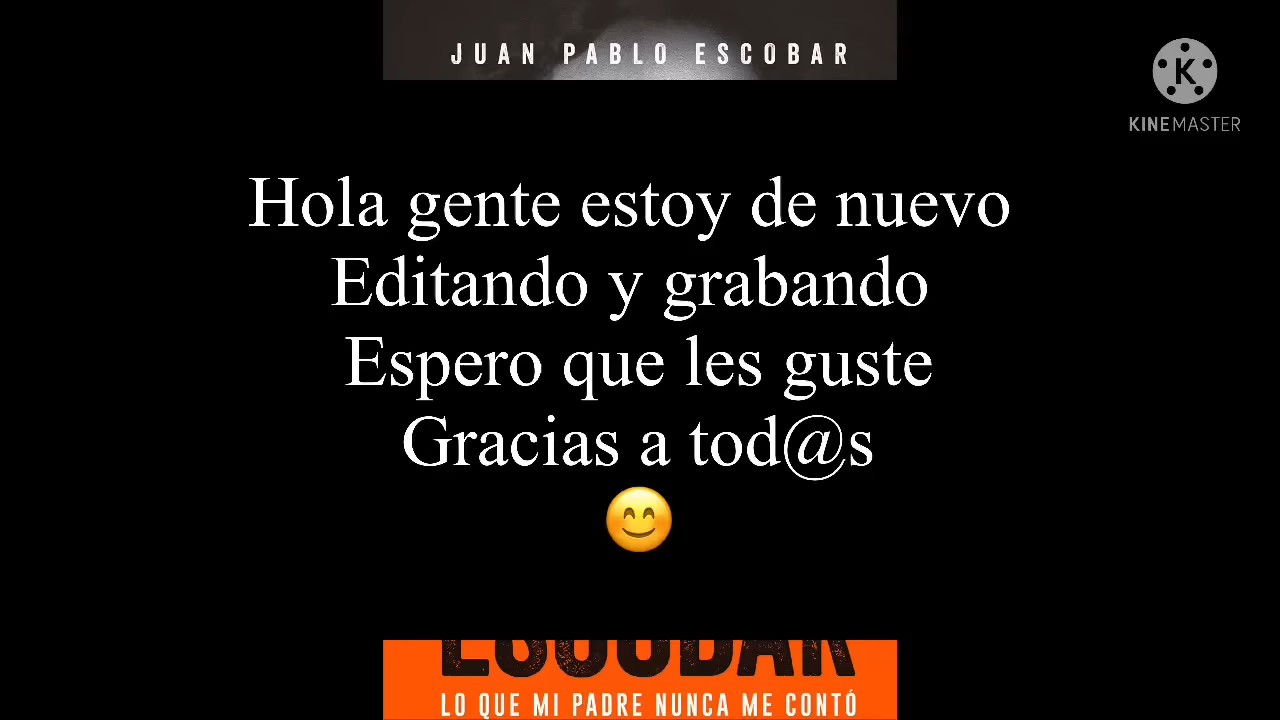 JUAN PABLO ESCOBAR
K
KINEMASTER
Hola gente estoy de nuevo
Editando y grabando
Espero que les guste
Gracias a tod@s
😊
ESCOBAR
LO QUE MI PADRE NUNCA ME CONTÓ